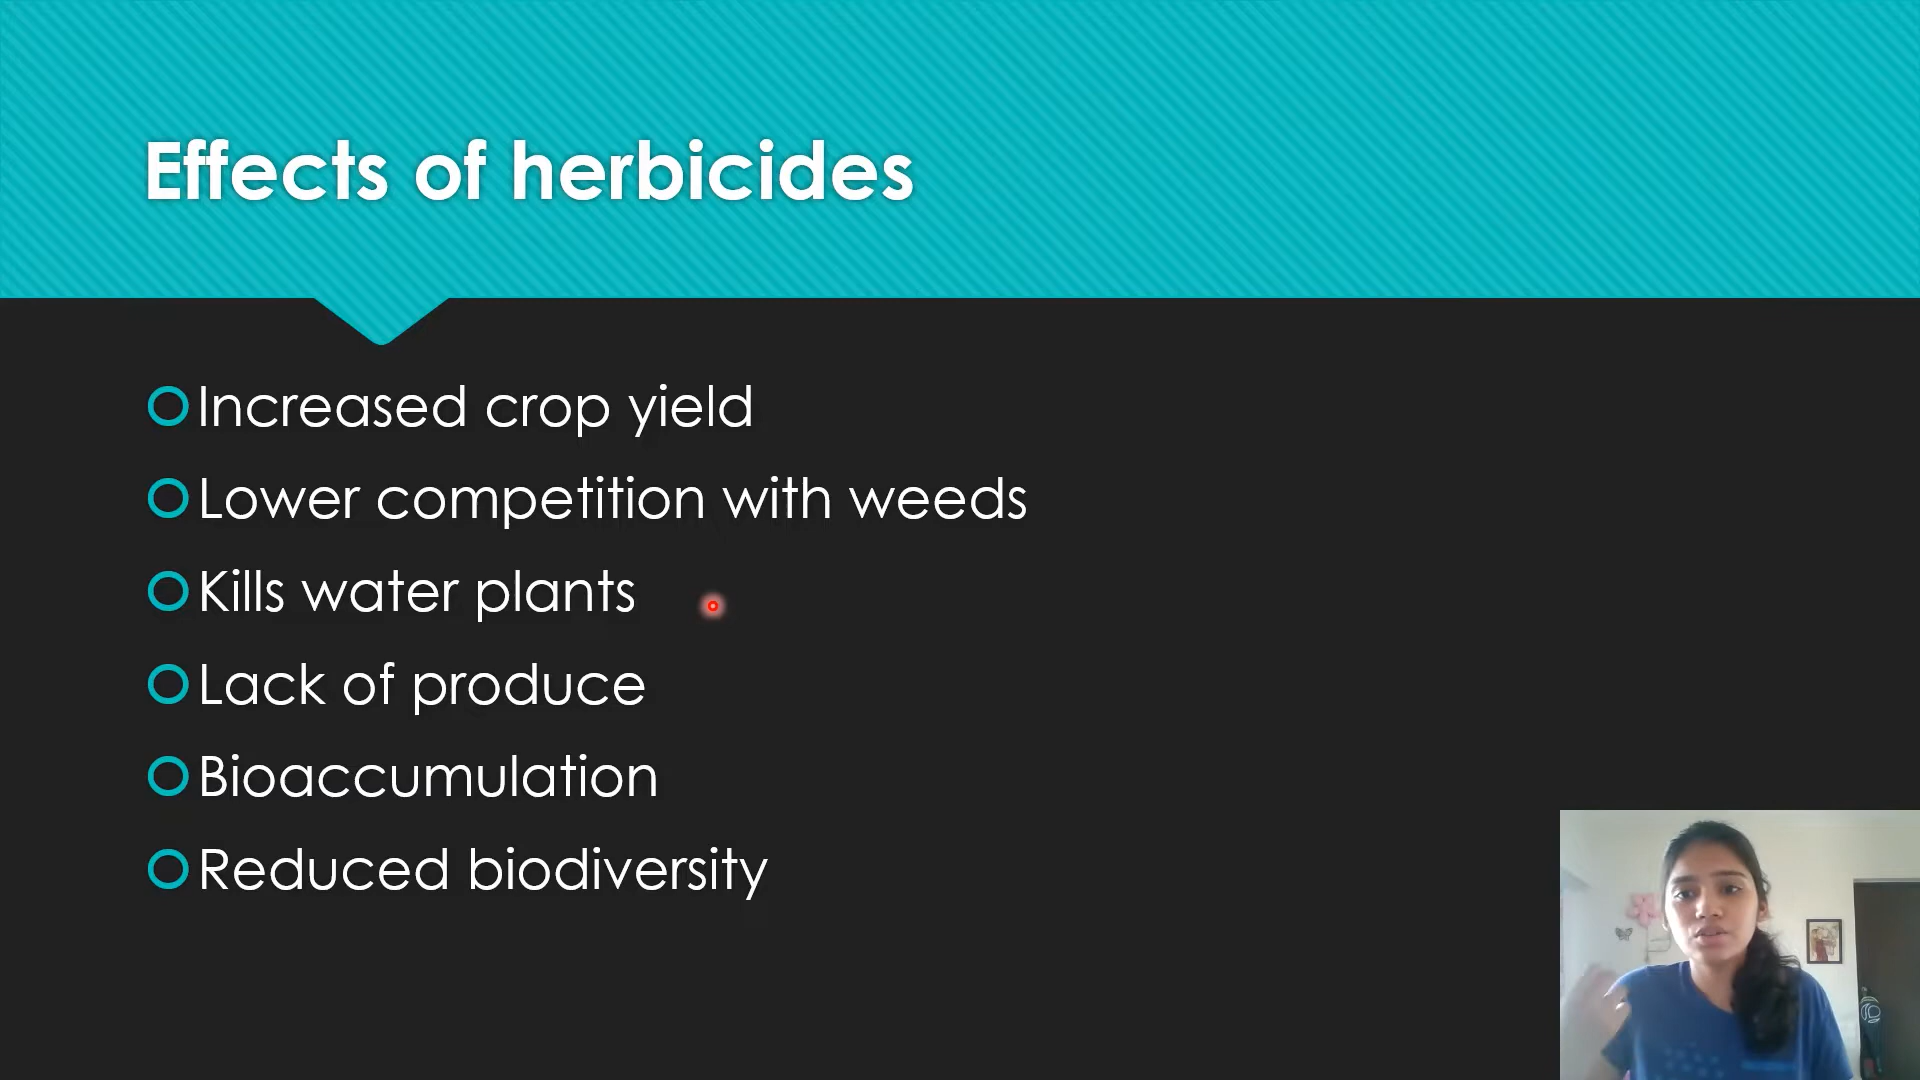 Effects of herbicides
Increased crop yield
Lower competition with weeds
Kills water plants
Lack of produce
Bioaccumulation
Reduced biodiversity